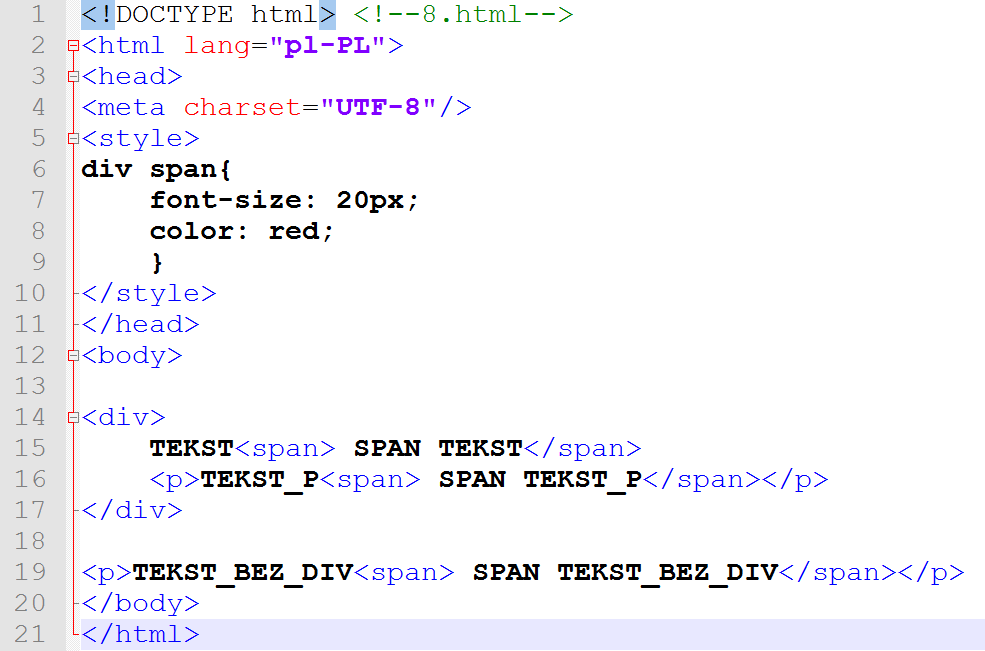 1 <!DOCTYPE html> <!--8.html-->
2 <html lang="pl-PL">
3 <head>
4 <meta charset="UTF-8"/>
5 <style>
6 div span{
7     font-size: 20px;
8     color: red;
9     }
10 </style>
11 </head>
12 <body>
13
14 <div>
15     TEKST<span> SPAN TEKST</span>
16     <p>TEKST_P<span> SPAN TEKST_P</span></p>
17 </div>
18
19 <p>TEKST_BEZ_DIV<span> SPAN TEKST_BEZ_DIV</span></p>
20 </body>
21 </html>